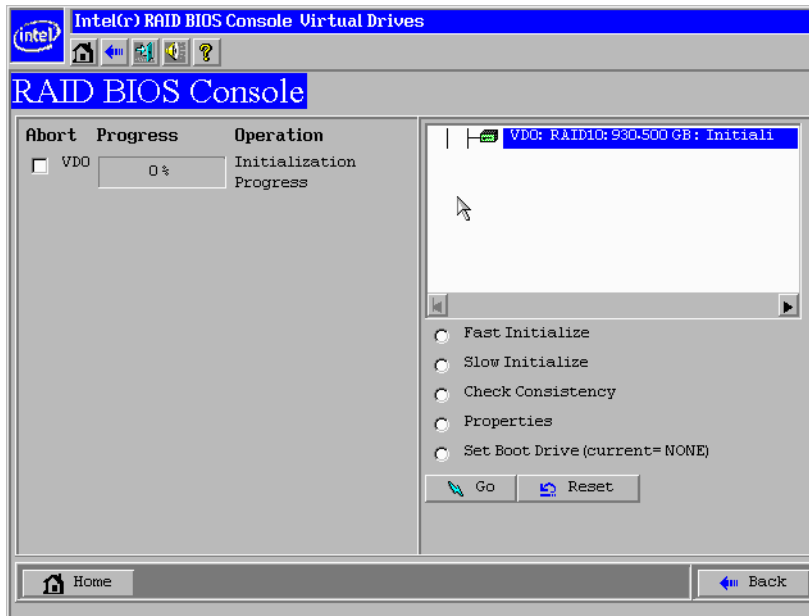 intel
Intel(r) RAID BIOS Console Virtual Drives
?
RAID BIOS Console
Abort Progress Operation
VD0 0 % Initialization Progress
VD0: RAID10: 930.500 GB : Initiali
Fast Initialize
Slow Initialize
Check Consistency
Properties
Set Boot Drive (current= NONE)
Go Reset
Home Back